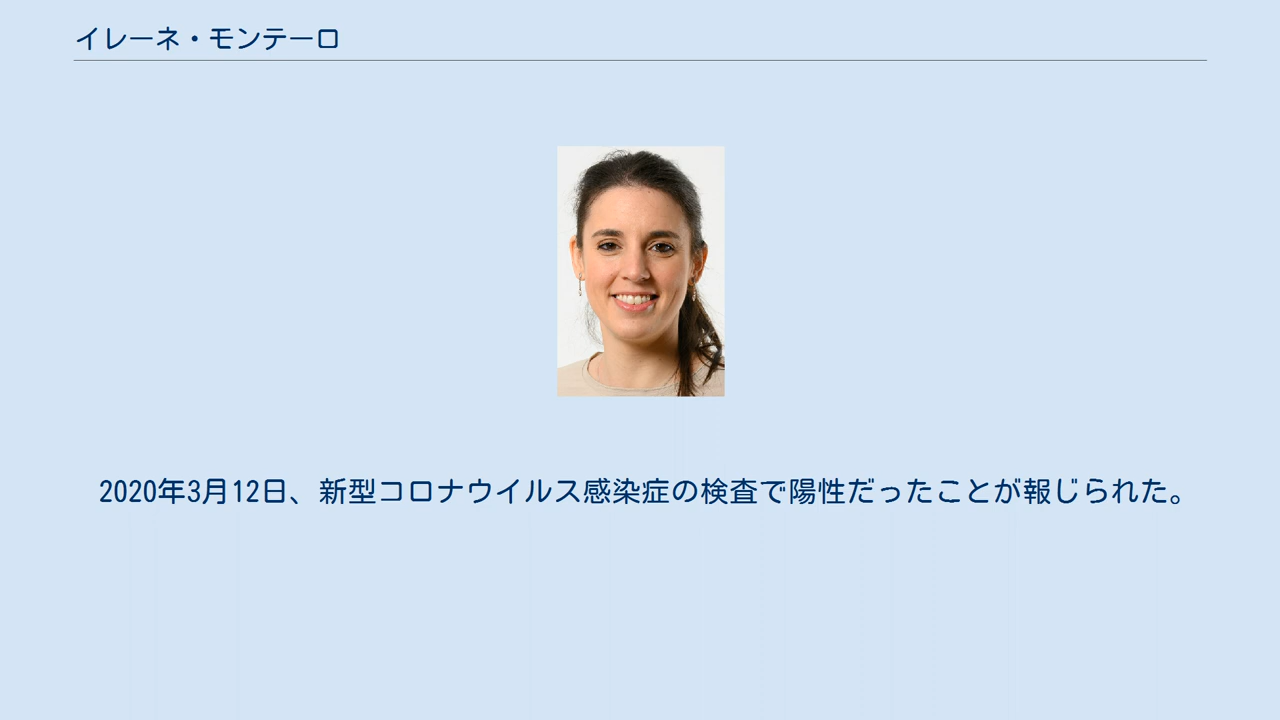 イレーネ・モンテーロ
2020年3月12日、新型コロナウイルス感染症の検査で陽性だったことが報じられた。